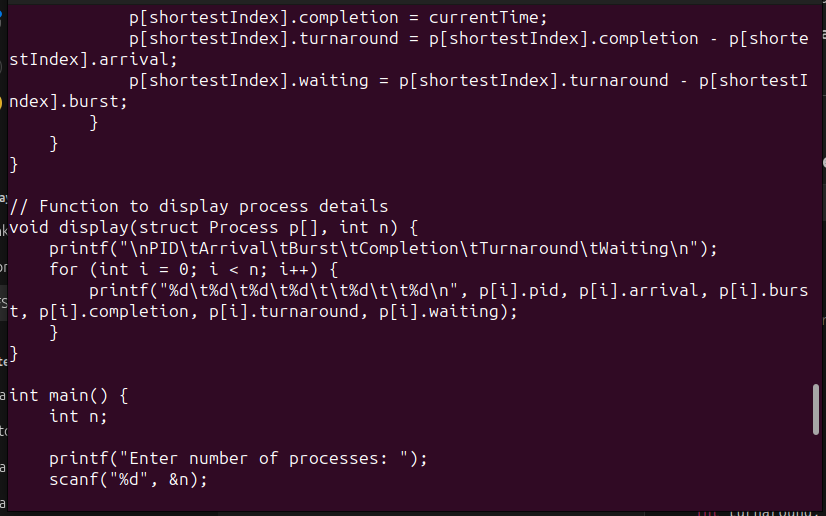 p[shortestIndex].completion = currentTime;
            p[shortestIndex].turnaround = p[shortestIndex].completion - p[shorte
stIndex].arrival;
            p[shortestIndex].waiting = p[shortestIndex].turnaround - p[shortestI
ndex].burst;
        }
    }
}

// Function to display process details
void display(struct Process p[], int n) {
    printf("\nPID\tArrival\tBurst\tCompletion\tTurnaround\tWaiting\n");
    for (int i = 0; i < n; i++) {
        printf("%d\t%d\t%d\t%d\t\t%d\t\t%d\n", p[i].pid, p[i].arrival, p[i].burs
t, p[i].completion, p[i].turnaround, p[i].waiting);
    }
}

int main() {
    int n;

    printf("Enter number of processes: ");
    scanf("%d", &n);